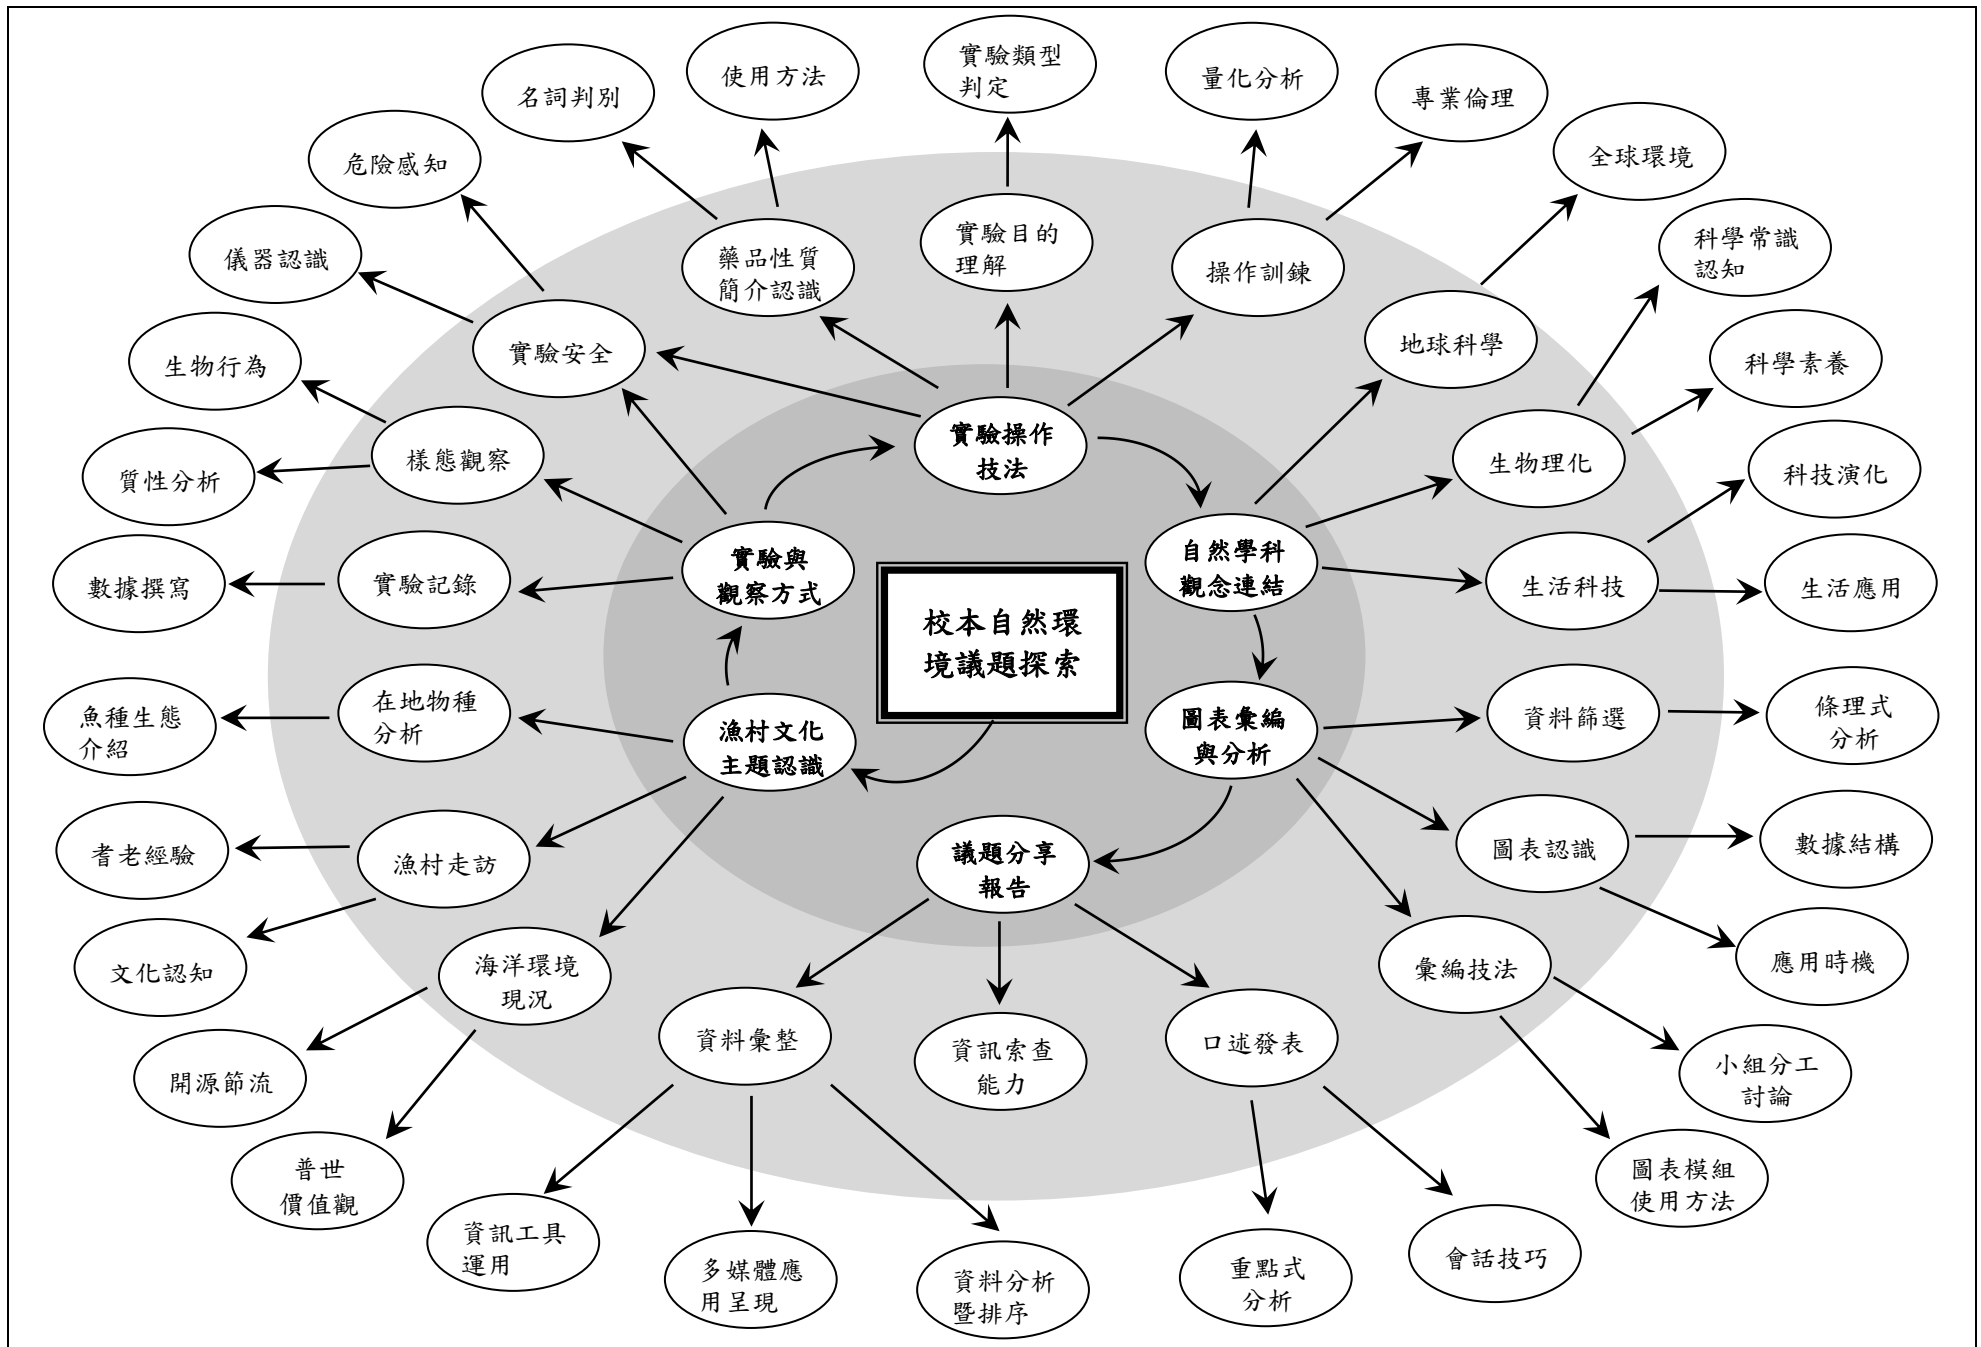 使用方法
實驗類型
判定
量化分析
名詞判別
專業倫理
危險感知
全球環境
儀器認識
藥品性質
簡介認識
實驗目的
理解
操作訓練
科學常識
認知
生物行為
實驗安全
地球科學
科學素養
質性分析
樣態觀察
實驗操作
技法
生物理化
科技演化
數據撰寫
實驗記錄
實驗與
觀察方式
自然學科
觀念連結
生活科技
生活應用
校本自然環
境議題探索
魚種生態
介紹
在地物種
分析
漁村文化
主題認識
圖表彙編
與分析
資料篩選
條理式
分析
耆老經驗
漁村走訪
議題分享
報告
圖表認識
數據結構
文化認知
海洋環境
現況
彙編技法
應用時機
開源節流
資料彙整
資訊索查
能力
口述發表
小組分工
討論
普世
價值觀
圖表模組
使用方法
資訊工具
運用
多媒體應
用呈現
資料分析
暨排序
重點式
分析
會話技巧